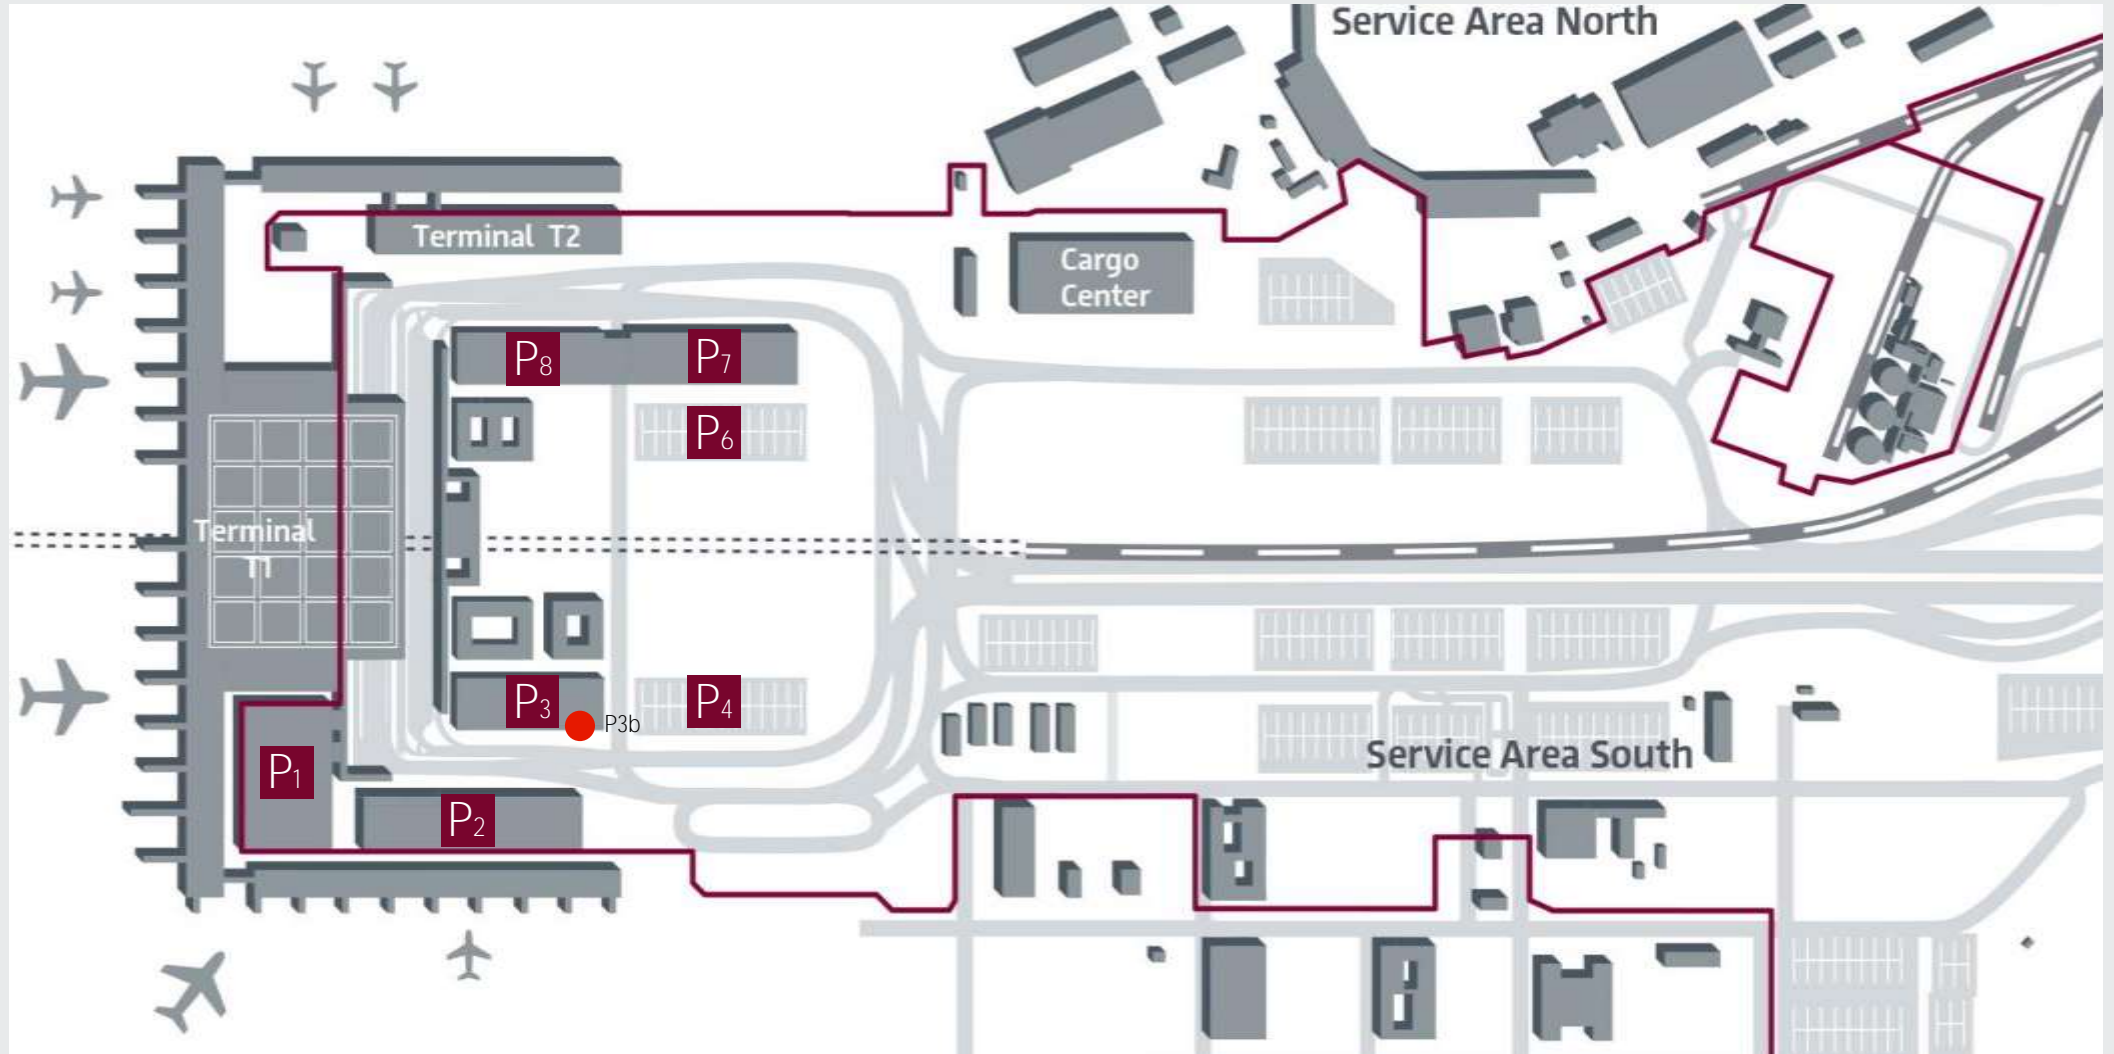 Service Area North
Terminal T2
Cargo
Center
P8
P7
P6
Terminal
T1
P3
P3b
P4
Service Area South
P1
P2